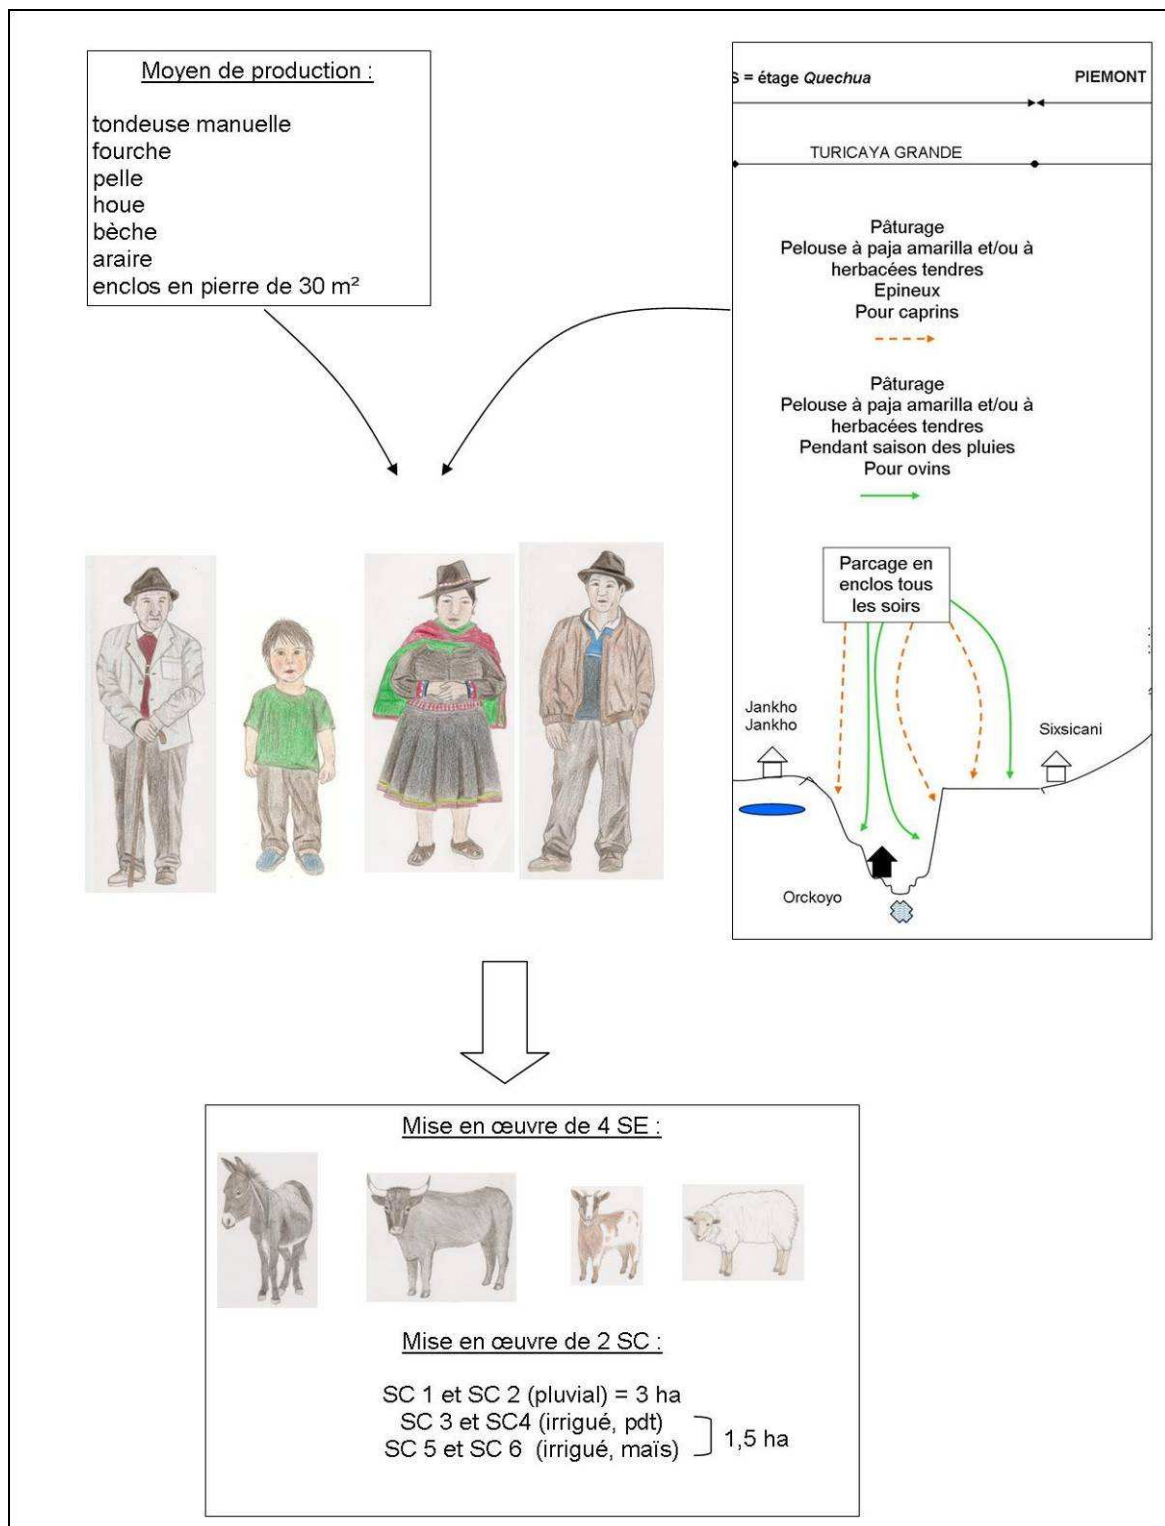 Moyen de production :
tondeuse manuelle
fourche
pelle
houe
bèche
araire
enclos en pierre de 30 m²
S = étage Quechua
PIEMONT
TURICAYA GRANDE
Pâturage
Pelouse à paja amarilla et/ou à
herbacées tendres
Epineux
Pour caprins
Pâturage
Pelouse à paja amarilla et/ou à
herbacées tendres
Pendant saison des pluies
Pour ovins
Parcage en
enclos tous
les soirs
Jankho
Jankho
Sixsicani
Orckoyo
Mise en œuvre de 4 SE :
Mise en œuvre de 2 SC :
SC 1 et SC 2 (pluvial) = 3 ha
SC 3 et SC4 (irrigué, pdt)
SC 5 et SC 6 (irrigué, maïs)
1,5 ha